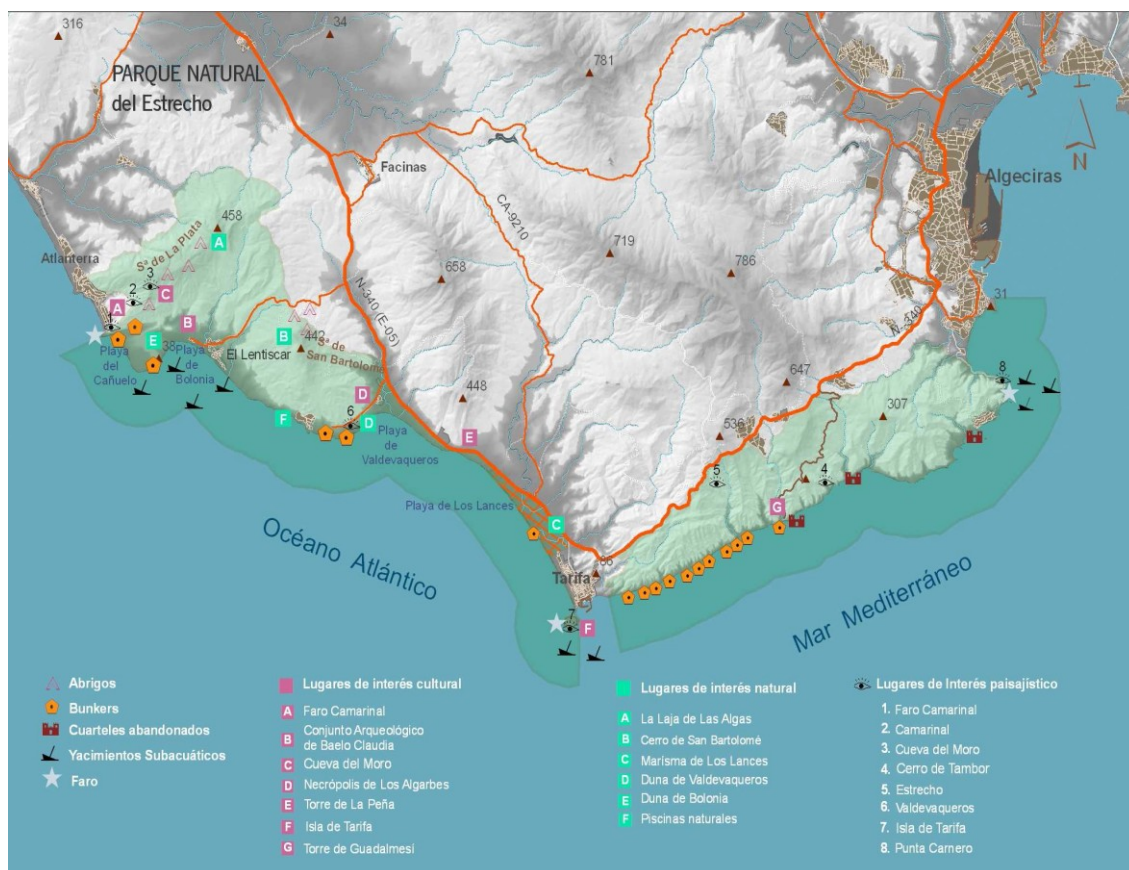 316
34
PARQUE NATURAL
del Estrecho
781
Facinas
CA-9210
N
Algeciras
458
Sª de La Plata
A
Atlanterra
3
2
C
A
1
B
E
38
719
658
786
N-340 (E-05)
N-340
31
Playa
del
Cañuelo
Playa
de
Bolonia
El Lentiscar
B
-442
Sª de
San Bartolomé
D
F
6
D
Playa
de
Valdevaqueros
448
E
647
307
536
8
5
4
G
Playa de Los Lances
C
Tarifa
66
7
F
Océano Atlántico
Mar Mediterráneo
Abrigos
Bunkers
Cuarteles abandonados
Yacimientos Subacuáticos
Faro
Lugares de interés cultural
A Faro Camarinal
B Conjunto Arqueológico
de Baelo Claudia
C Cueva del Moro
D Necrópolis de Los Algarbes
E Torre de La Peña
F Isla de Tarifa
G Torre de Guadalmesí
Lugares de interés natural
A La Laja de Las Algas
B Cerro de San Bartolomé
C Marísma de Los Lances
D Duna de Valdevaqueros
E Duna de Bolonia
F Piscinas naturales
Lugares de Interés paisajístico
1. Faro Camarinal
2. Camarinal
3. Cueva del Moro
4. Cerro de Tambor
5. Estrecho
6. Valdevaqueros
7. Isla de Tarifa
8. Punta Carnero